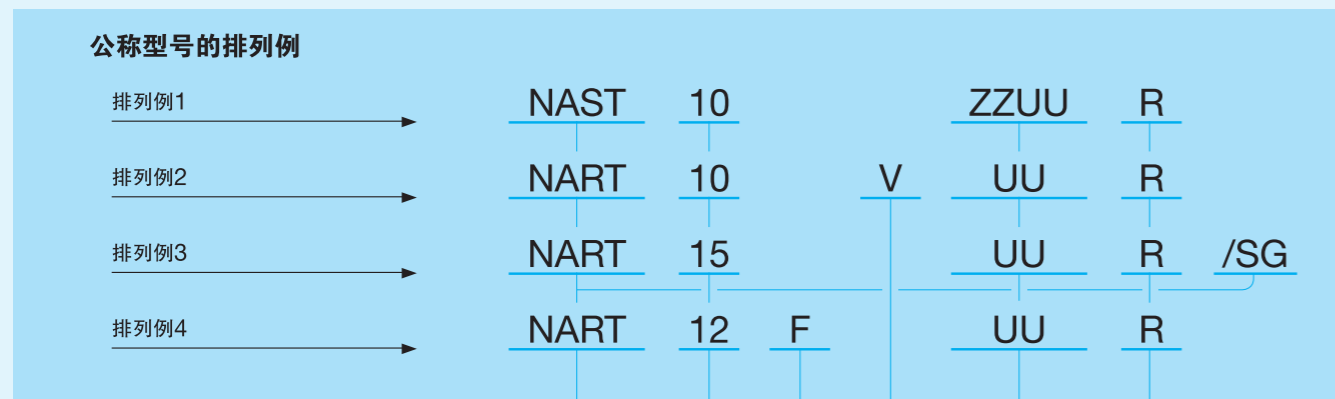 公称型号的排列例
排列例1 NAST 10 ZZUU R
排列例2 NART 10 V UU R
排列例3 NART 15 UU R /SG
排列例4 NART 12 F UU R